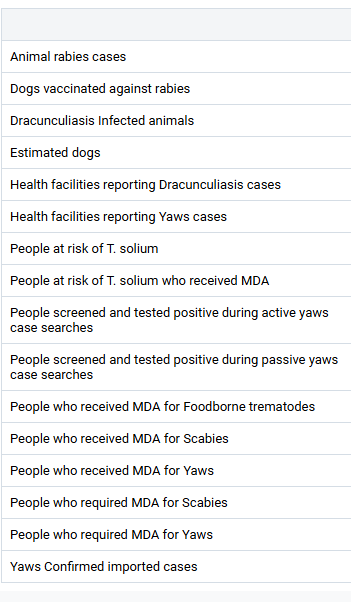 Animal rabies cases
Dogs vaccinated against rabies
Dracunculiasis Infected animals
Estimated dogs
Health facilities reporting Dracunculiasis cases
Health facilities reporting Yaws cases
People at risk of T. solium
People at risk of T. solium who received MDA
People screened and tested positive during active yaws
case searches
People screened and tested positive during passive yaws
case searches
People who received MDA for Foodborne trematodes
People who received MDA for Scabies
People who received MDA for Yaws
People who required MDA for Scabies
People who required MDA for Yaws
Yaws Confirmed imported cases